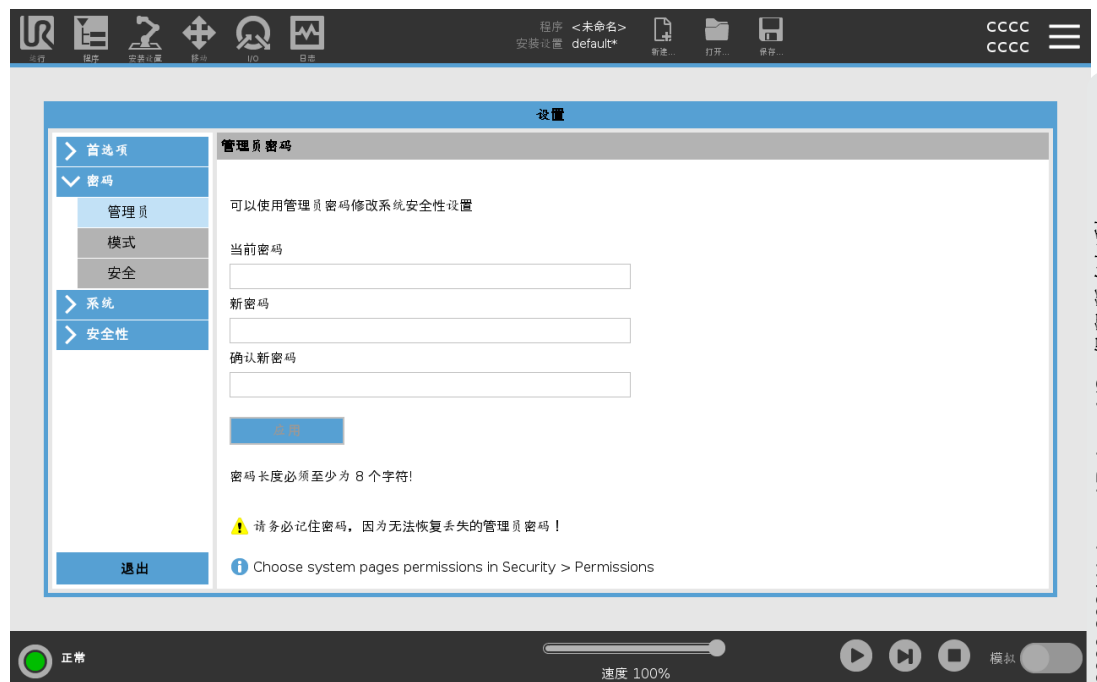 程序 <未命名>
安装设置 default*
运行 程序 安装设置 移动 I/O 日志
新建... 打开... 保存...
CCCC
CCCC
设置
首选项
密码
管理员
模式
安全
系统
安全性
退出
管理员密码
可以使用管理员密码修改系统安全性设置
当前密码
新密码
确认新密码
应用
密码长度必须至少为 8 个字符!
请务必记住密码，因为无法恢复丢失的管理员密码！
Choose system pages permissions in Security > Permissions
正常
速度 100%
模拟